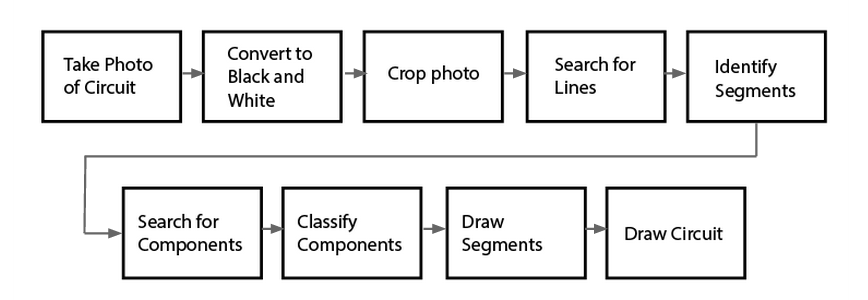 Take Photo
of Circuit
Convert to
Black and
White
Crop photo
Search for
Lines
Identify
Segments
Search for
Components
Classify
Components
Draw
Segments
Draw Circuit